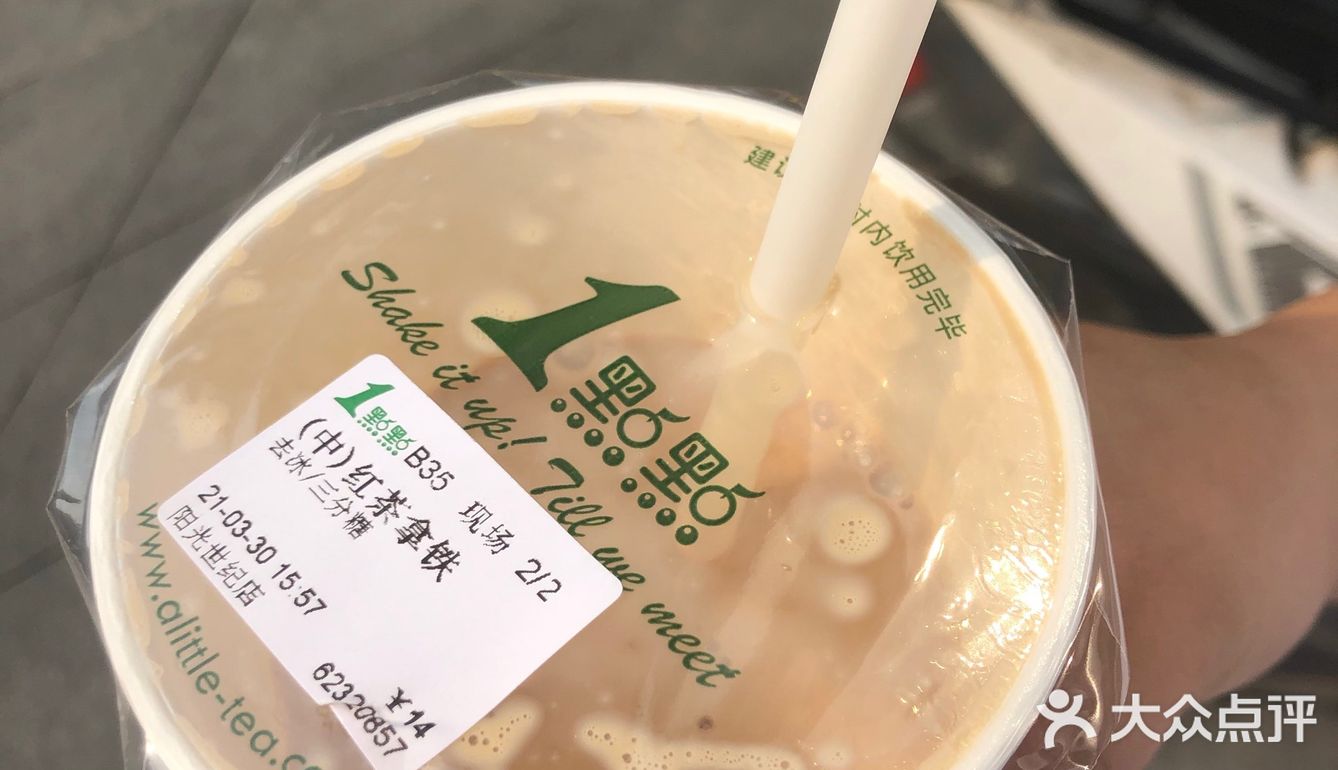 建
时内饮用完毕
1點點
Shake it up! Till we meet
1點點 B35 现场 2/2
(中)红茶拿铁
去冰/三分糖
21-03-30 15:57
阳光世纪店
¥14
62320857
www.alittle-tea.c
大众点评